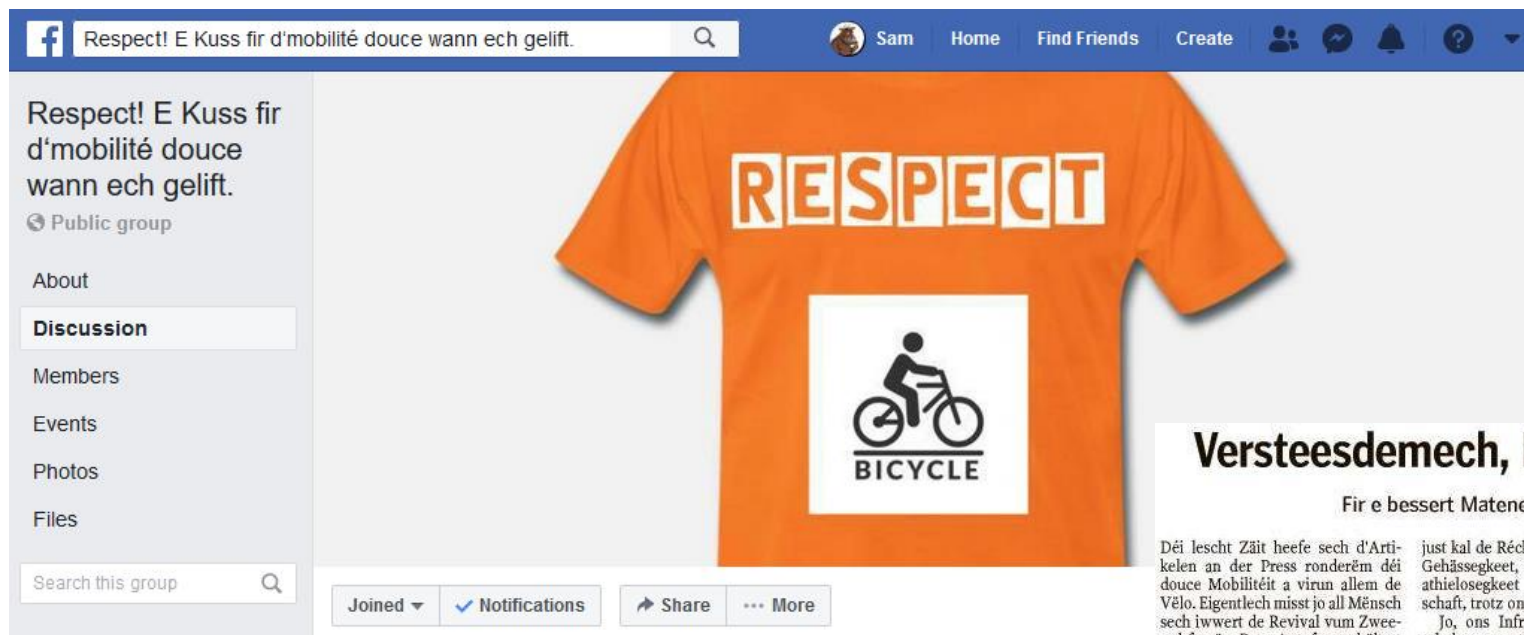 Respect! E Kuss fir d'mobilité douce wann ech gelift.
Sam Home Find Friends Create
Respect! E Kuss fir
d'mobilité douce
wann ech gelift.
Public group
About
Discussion
Members
Events
Photos
Files
Search this group
RESPECT
BICYCLE
Joined Notifications Share More
Versteesdemech,
Fir e bessert
Déi lescht Zäit heefe sech d'Arti-
kelen an der Press ronderëm déi
douce Mobilitéit a virun allem de
Vëlo. Eigentlech misst jo all Mënsch
sech iwwert de Revival vum Zwee-
just kal de
Gehässegkeet,
athielosegkeet
schaft, trotz
Jo, ons